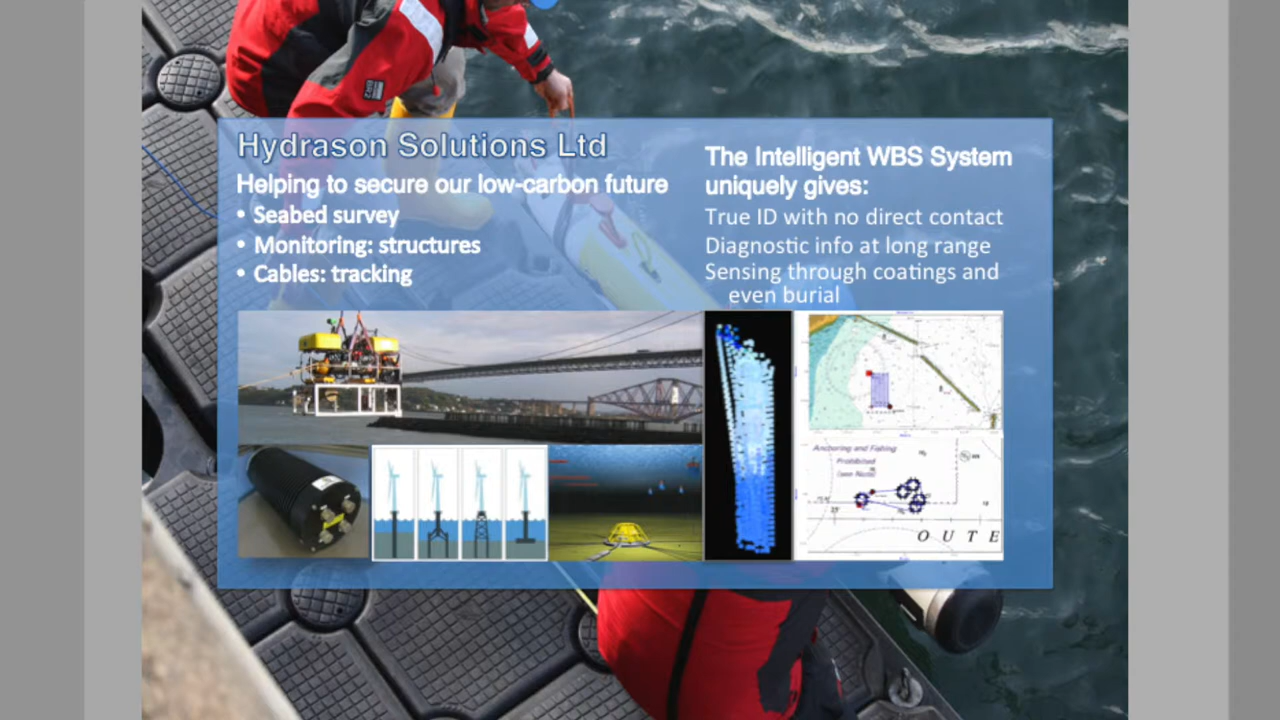 Hydrason Solutions Ltd
Helping to secure our low-carbon future
• Seabed survey
• Monitoring: structures
• Cables: tracking
The Intelligent WBS System
uniquely gives:
True ID with no direct contact
Diagnostic info at long range
Sensing through coatings and
even burial
Anchoring and Fishing
Prohibited
(see Note)
O U T E